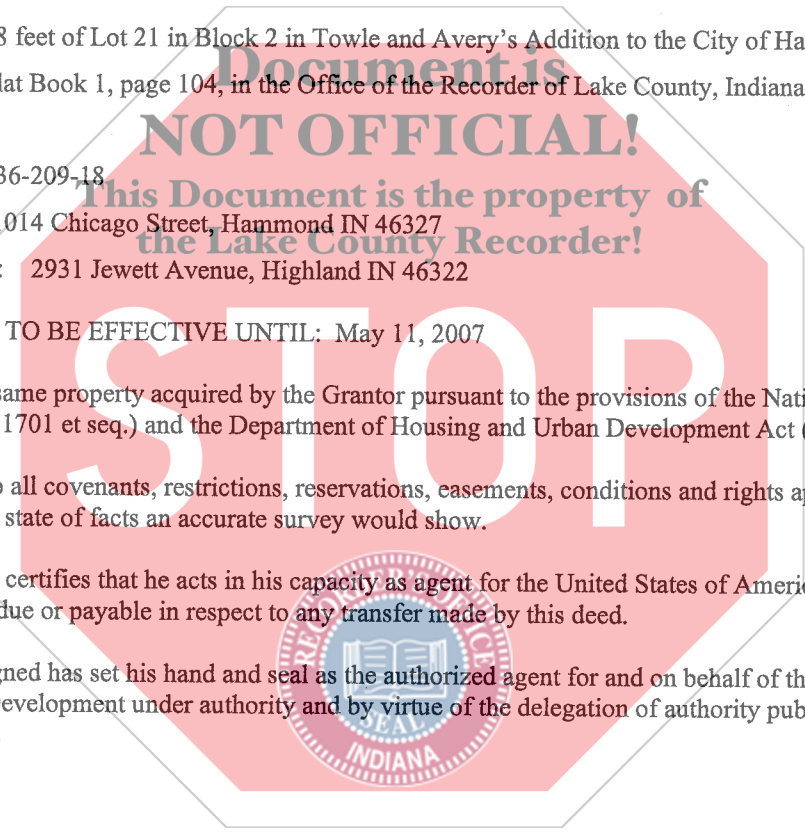 8 feet of Lot 21 in Block 2 in Towle and Avery's Addition to the City of Ha
Document is
lat Book 1, page 104, in the Office of the Recorder of Lake County, Indiana
NOT OFFICIAL!
36-209-18
This Document is the property of
014 Chicago Street, Hammond IN 46327
the Lake County Recorder!
: 2931 Jewett Avenue, Highland IN 46322
TO BE EFFECTIVE UNTIL: May 11, 2007
STOP
same property acquired by the Grantor pursuant to the provisions of the Nati
1701 et seq.) and the Department of Housing and Urban Development Act (
all covenants, restrictions, reservations, easements, conditions and rights ap
state of facts an accurate survey would show.
certifies that he acts in his capacity as agent for the United States of Americ
due or payable in respect to any transfer made by this deed.
RECORDER'S OFFICE
gned has set his hand and seal as the authorized agent for and on behalf of th
evelopment under authority and by virtue of the delegation of authority pub
SEAL
INDIANA